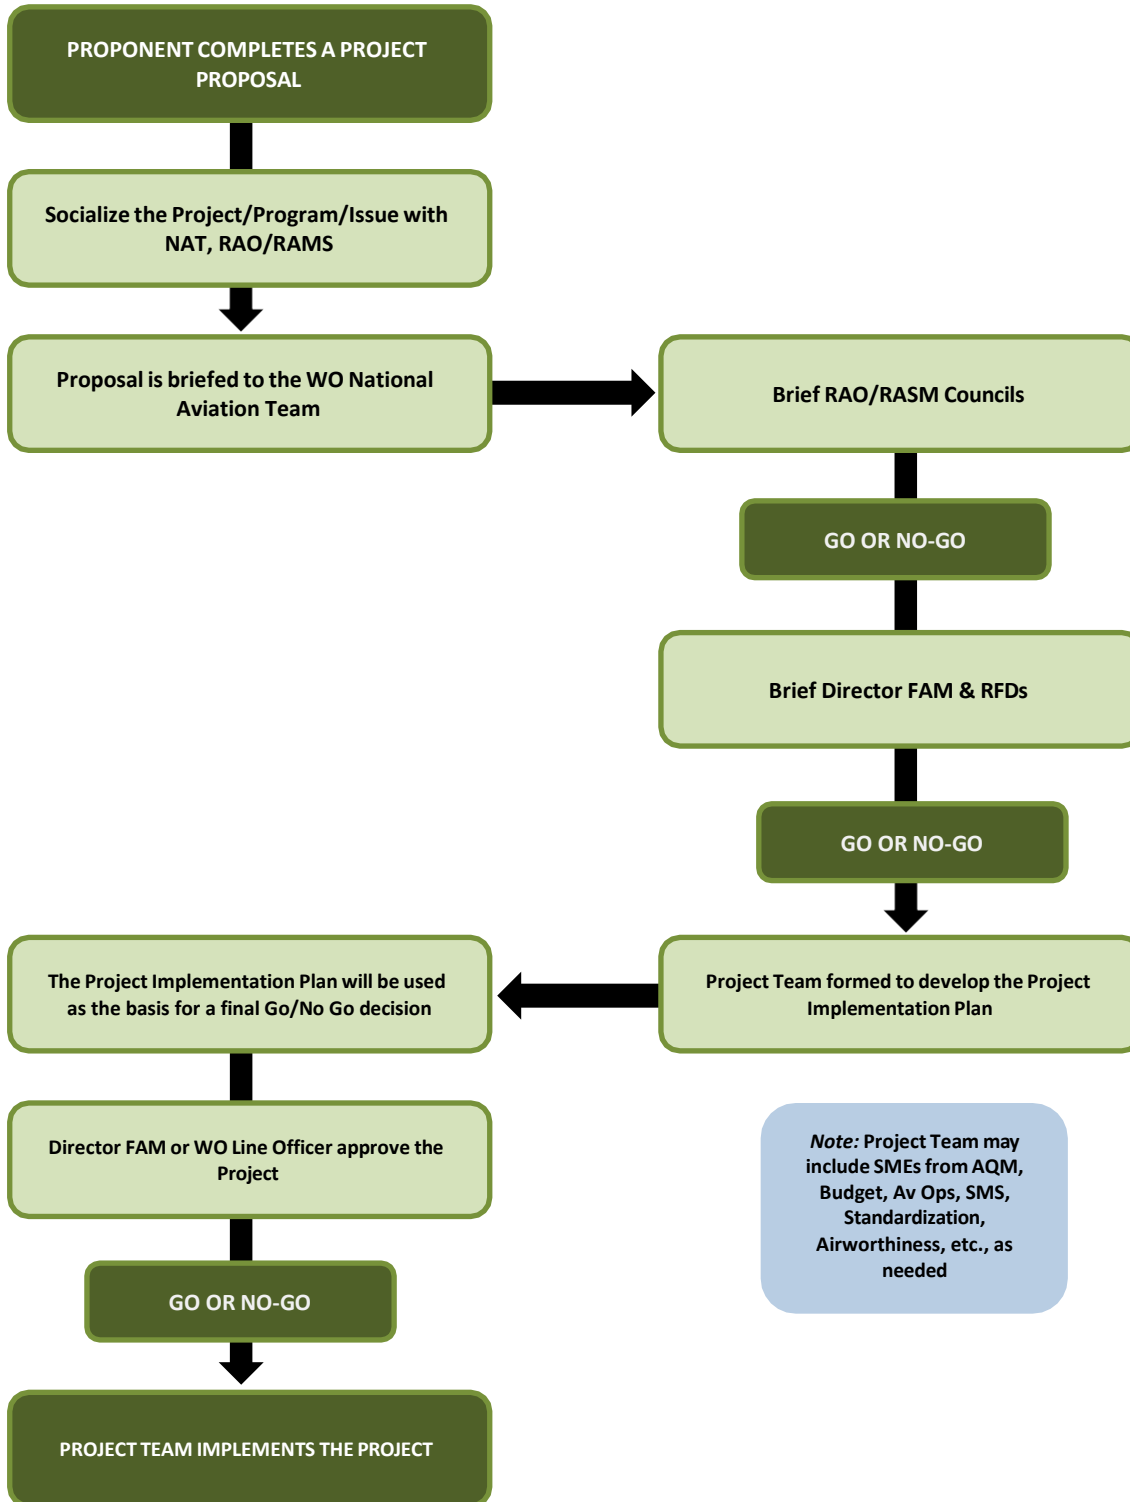 PROPONENT COMPLETES A PROJECT
PROPOSAL
Socialize the Project/Program/Issue with
NAT, RAO/RAMS
Proposal is briefed to the WO National
Aviation Team
Brief RAO/RASM Councils
GO OR NO-GO
Brief Director FAM & RFDs
GO OR NO-GO
Project Team formed to develop the Project
Implementation Plan
The Project Implementation Plan will be used
as the basis for a final Go/No Go decision
Director FAM or WO Line Officer approve the
Project
Note: Project Team may
include SMEs from AQM,
Budget, Av Ops, SMS,
Standardization,
Airworthiness, etc., as
needed
GO OR NO-GO
PROJECT TEAM IMPLEMENTS THE PROJECT